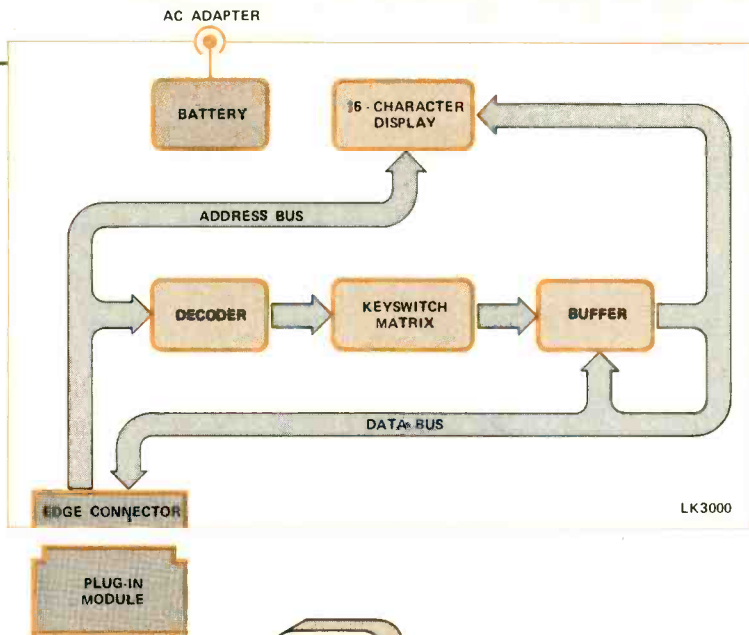 AC ADAPTER
BATTERY
16-CHARACTER
DISPLAY
ADDRESS BUS
DECODER
KEYSWITCH
MATRIX
BUFFER
DATA BUS
EDGE CONNECTOR
LK3000
PLUG-IN
MODULE